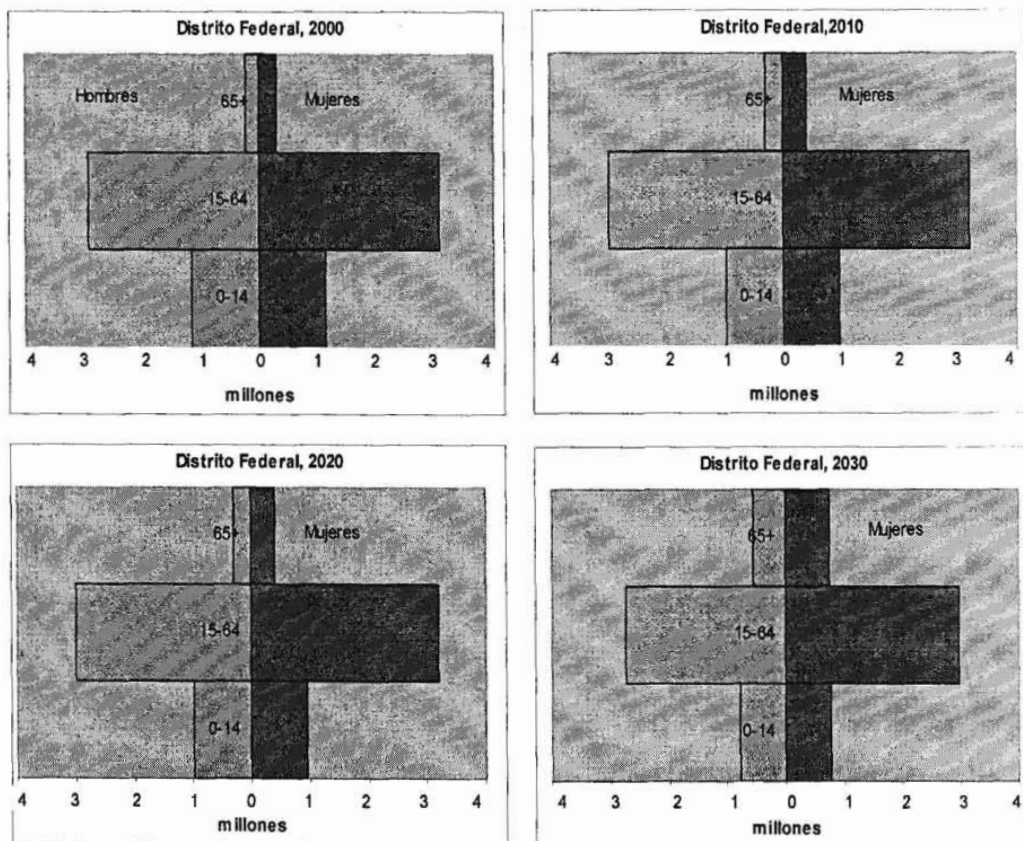 Distrito Federal, 2000
Hombres 65+ Mujeres
15-64
0-14
4 3 2 1 0 1 2 3 4
millones
Distrito Federal,2010
65+ Mujeres
15-64
0-14
4 3 2 1 0 1 2 3 4
millones
Distrito Federal, 2020
65+ Mujeres
15-64
0-14
4 3 2 1 0 1 2 3 4
millones
Distrito Federal, 2030
65+ Mujeres
15-64
0-14
4 3 2 1 0 1 2 3 4
millones